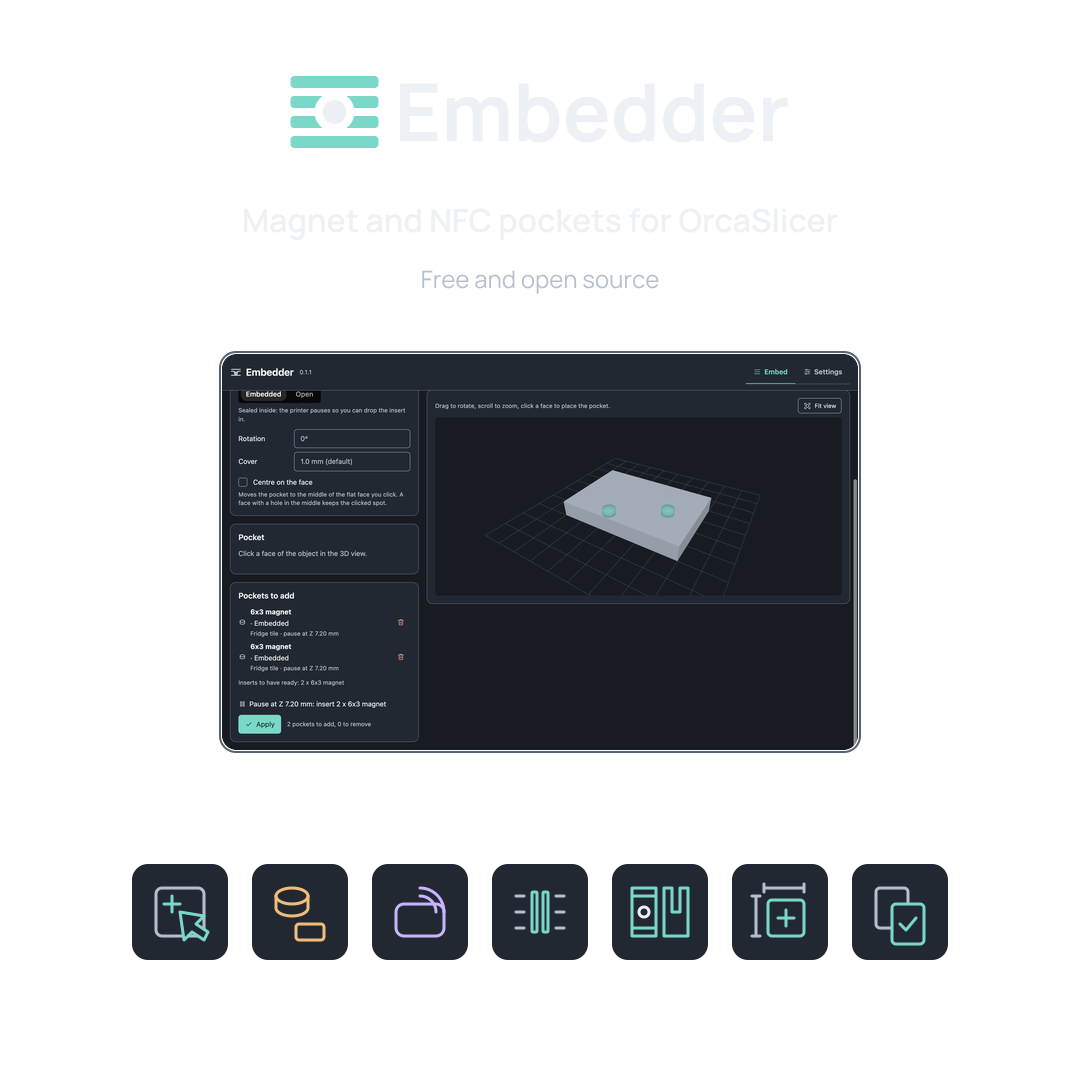 Embedder
Magnet and NFC pockets for OrcaSlicer
Free and open source
Embedder 0.1.1
Embed
Settings
Embedded
Open
Sealed inside: the printer pauses so you can drop the insert
in.
Rotation
0°
Cover
1.0 mm (default)
Centre on the face
Moves the pocket to the middle of the flat face you click. A
face with a hole in the middle keeps the clicked spot.
Pocket
Click a face of the object in the 3D view.
Pockets to add
6x3 magnet
· Embedded
Fridge tile · pause at Z 7.20 mm
6x3 magnet
· Embedded
Fridge tile · pause at Z 7.20 mm
Inserts to have ready: 2 x 6x3 magnet
Pause at Z 7.20 mm: insert 2 x 6x3 magnet
Apply
2 pockets to add, 0 to remove
Drag to rotate, scroll to zoom, click a face to place the pocket.
Fit view